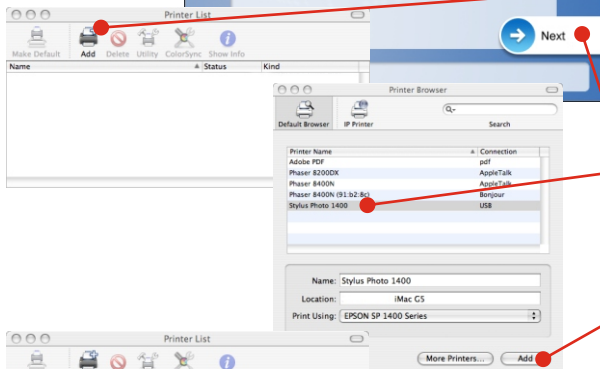 Printer List
Make Default Add Delete Utility ColorSync Show Info
Name Status Kind
Next
Printer Browser
Default Browser IP Printer Search
Printer Name Connection
Adobe PDF pdf
Phaser 8200DX AppleTalk
Phaser 8400N AppleTalk
Phaser 8400N (91:b2:8c) Bonjour
Stylus Photo 1400 USB
Name: Stylus Photo 1400
Location: iMac G5
Print Using: EPSON SP 1400 Series
More Printers... Add
Printer List